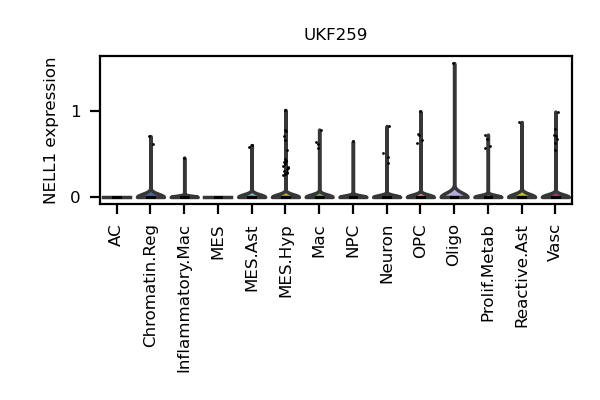 UKF259
NELL1 expression
1
0
AC
Chromatin.Reg
Inflammatory.Mac
MES
MES.Ast
MES.Hyp
Mac
NPC
Neuron
OPC
Oligo
Prolif.Metab
Reactive.Ast
Vasc